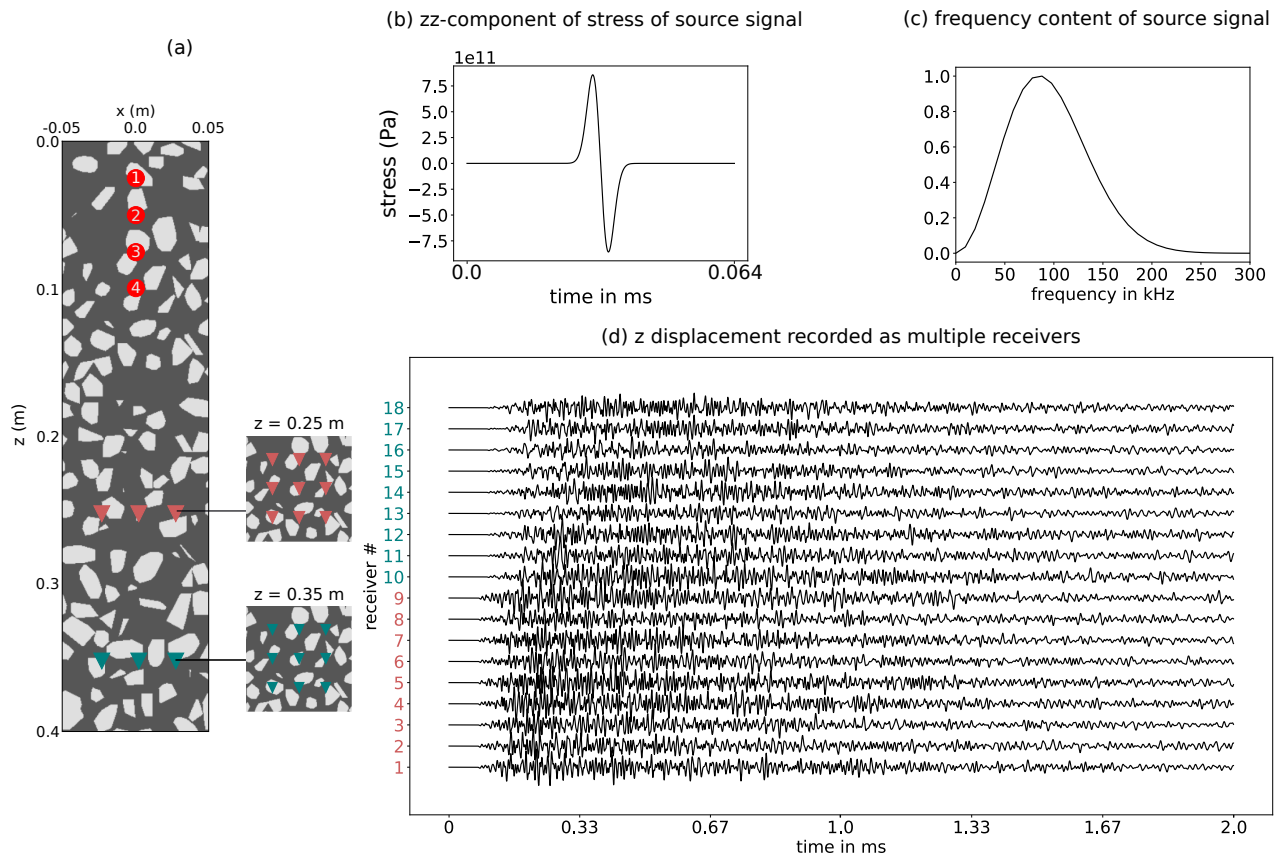 (a)
x (m)
-0.05 0.0 0.05
0.0
0.1
0.2
0.3
0.4
z (m)
1
2
3
4
z = 0.25 m
z = 0.35 m
(b) zz-component of stress of source signal
1e11
7.5
5.0
2.5
0.0
−2.5
−5.0
−7.5
stress (Pa)
0.0 0.064
time in ms
(c) frequency content of source signal
1.0
0.8
0.6
0.4
0.2
0.0
0 50 100 150 200 250 300
frequency in kHz
(d) z displacement recorded as multiple receivers
18
17
16
15
14
13
12
11
10
9
8
7
6
5
4
3
2
1
receiver #
0 0.33 0.67 1.0 1.33 1.67 2.0
time in ms